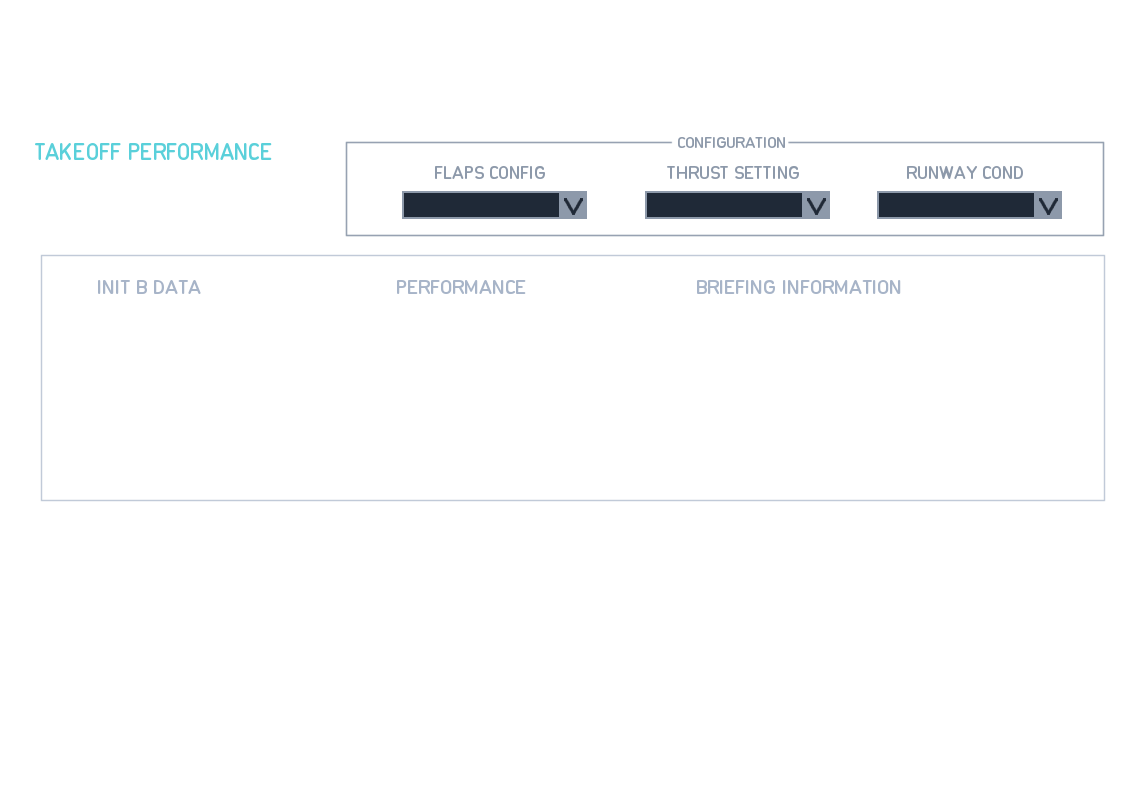 TAKEOFF PERFORMANCE
CONFIGURATION
FLAPS CONFIG THRUST SETTING RUNWAY COND
INIT B DATA PERFORMANCE BRIEFING INFORMATION